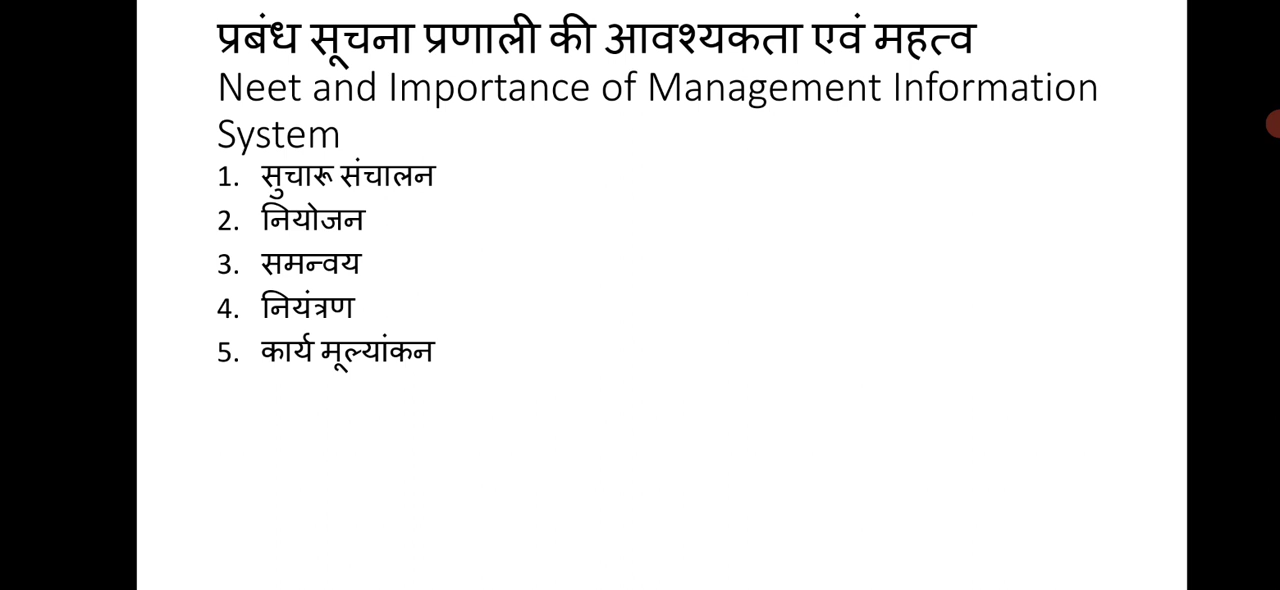 प्रबंध सूचना प्रणाली की आवश्यकता एवं महत्व
Neet and Importance of Management Information
System
1. सुचारू संचालन
2. नियोजन
3. समन्वय
4. नियंत्रण
5. कार्य मूल्यांकन